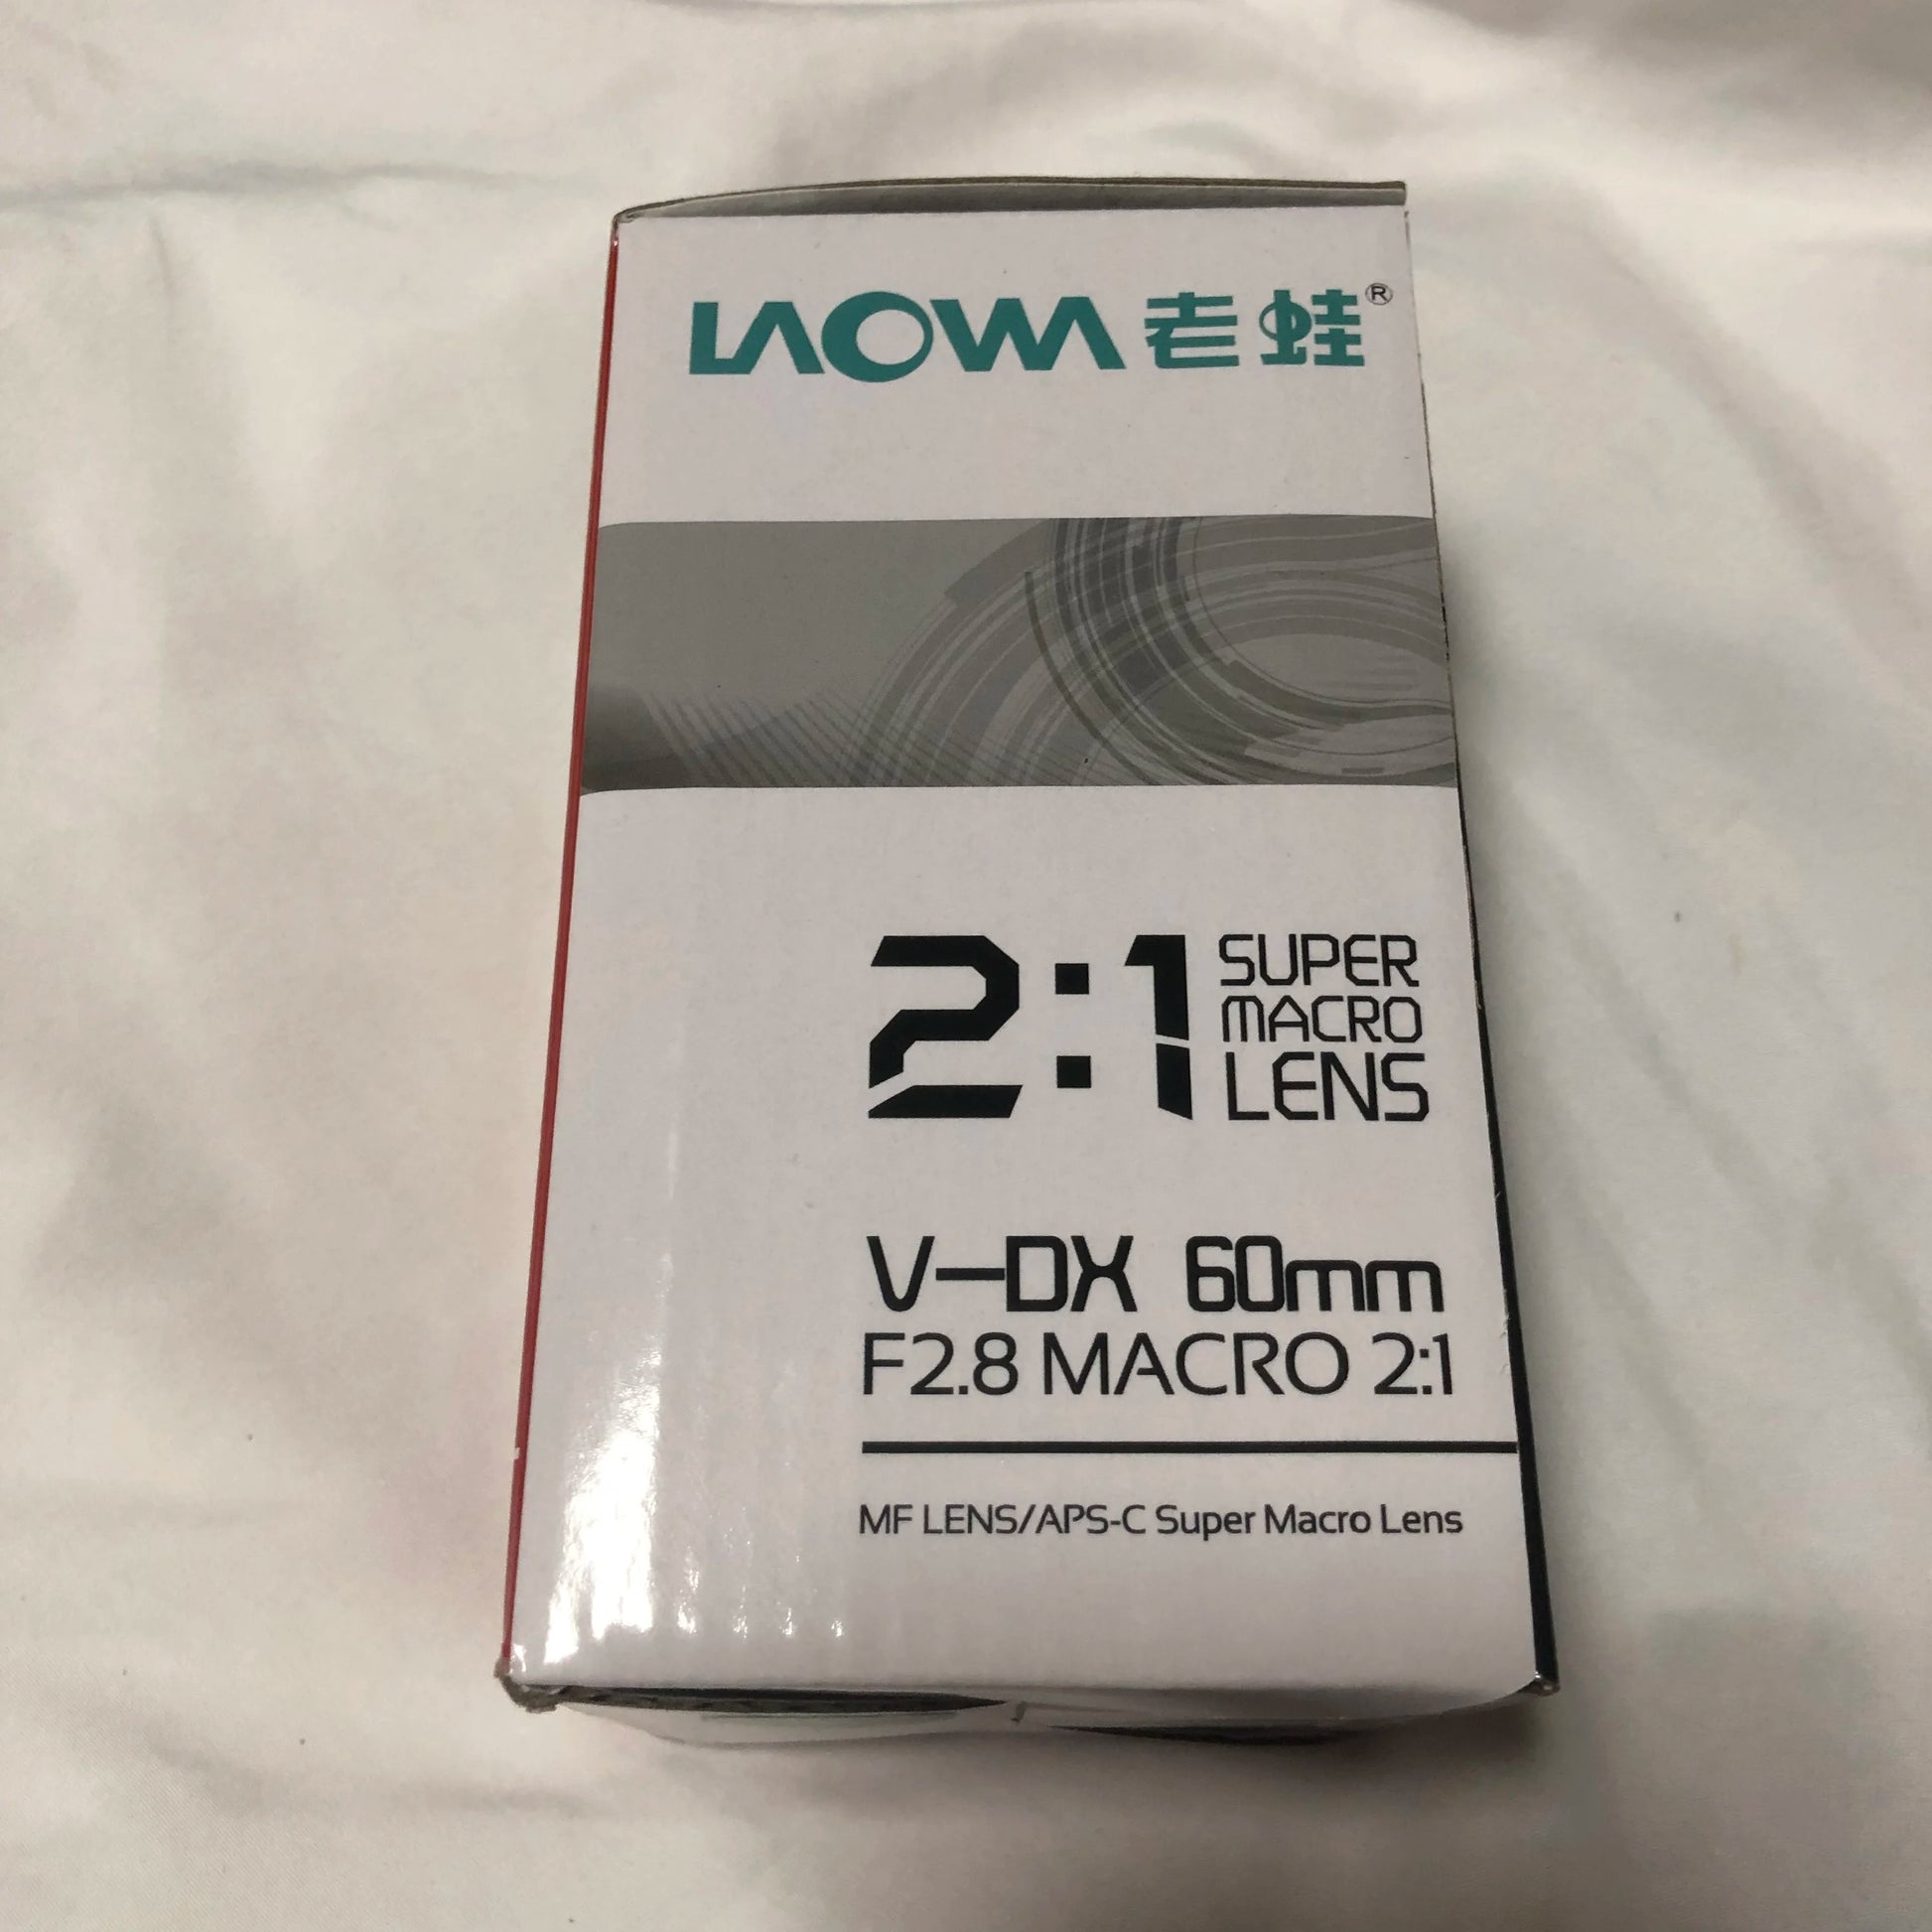 LAOWA 老蛙®
2:1 SUPER
MACRO
LENS
V-DX 60mm
F2.8 MACRO 2:1
MF LENS/APS-C Super Macro Lens